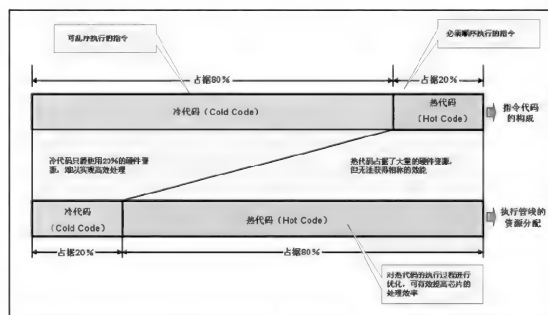 可乱序执行的指令
必须顺序执行的指令
占据80%
占据20%
冷代码（Cold Code）
热代码
（Hot Code）
指令代码
的构成
冷代码只能使用20%的硬件资
源，难以实现高效处理
热代码占据了大量的硬件资源，
但无法获得相称的效能
冷代码
（Cold Code）
热代码（Hot Code）
执行管线的
资源分配
占据20%
占据80%
对热代码的执行过程进行
优化，可有效提高芯片的
处理效率